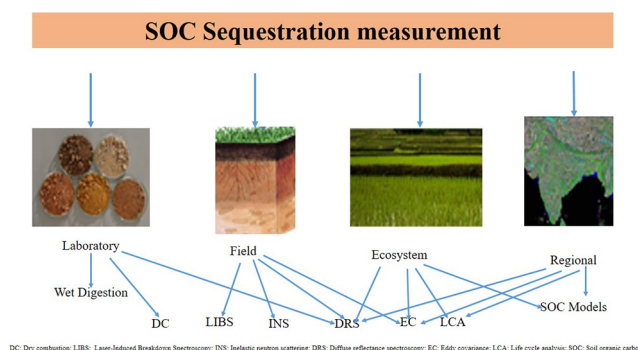 SOC Sequestration measurement
Laboratory
Field
Ecosystem
Regional
Wet Digestion
DC
LIBS
INS
DRS
EC
LCA
SOC Models
DC: Dry combustion; LIBS: Laser-Induced Breakdown Spectroscopy; INS: Inelastic neutron scattering; DRS: Diffuse reflectance spectroscopy; EC: Eddy covariance; LCA: Life cycle analysis; SOC: Soil organic carbo